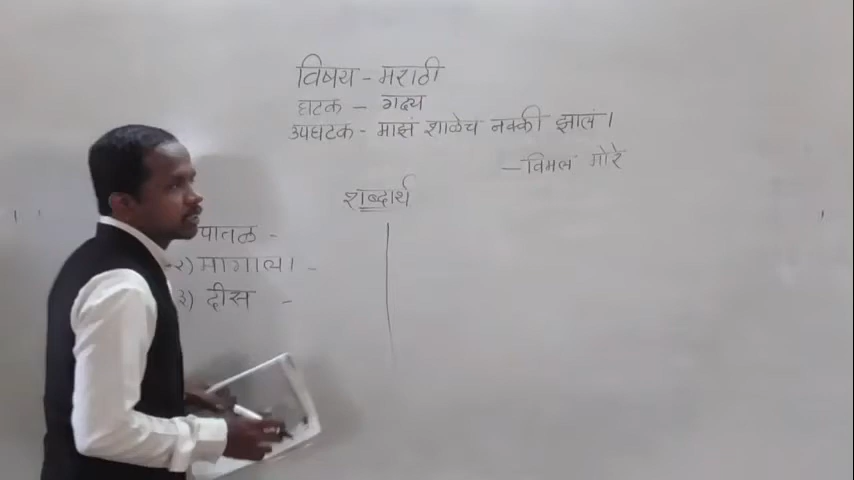 विषय - मराठी
घटक - गद्य
उपघटक - माझं शाळेच नक्की झालं।
- विमल मोरे
शब्दार्थ
पातळ -
२) मागाला -
३) दीस -